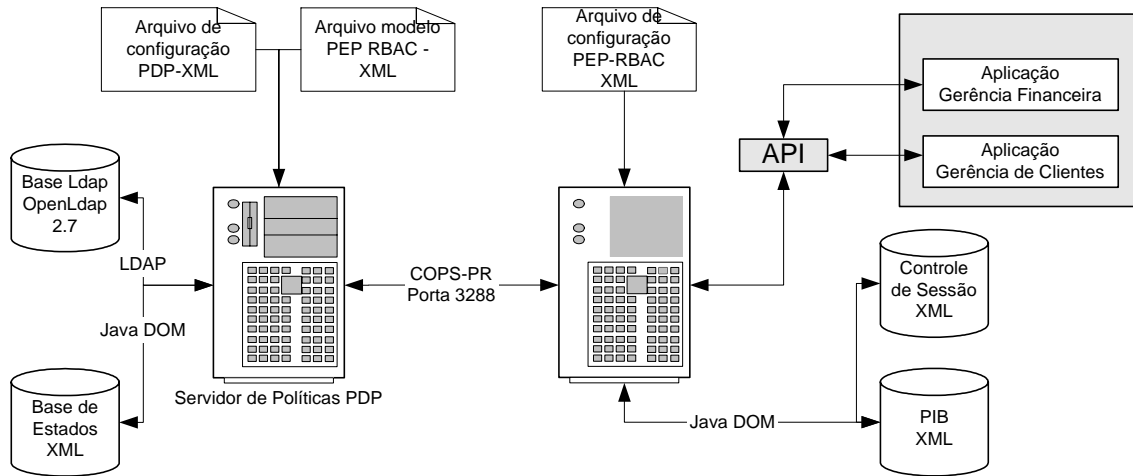 Arquivo de
configuração
PDP-XML
Arquivo modelo
PEP RBAC -
XML
Arquivo de
configuração
PEP-RBAC
XML
Aplicação
Gerência Financeira
API
Aplicação
Gerência de Clientes
Base Ldap
OpenLdap
2.7
LDAP
COPS-PR
Porta 3288
Controle
de Sessão
XML
Java DOM
Servidor de Políticas PDP
Base de
Estados
XML
Java DOM
PIB
XML